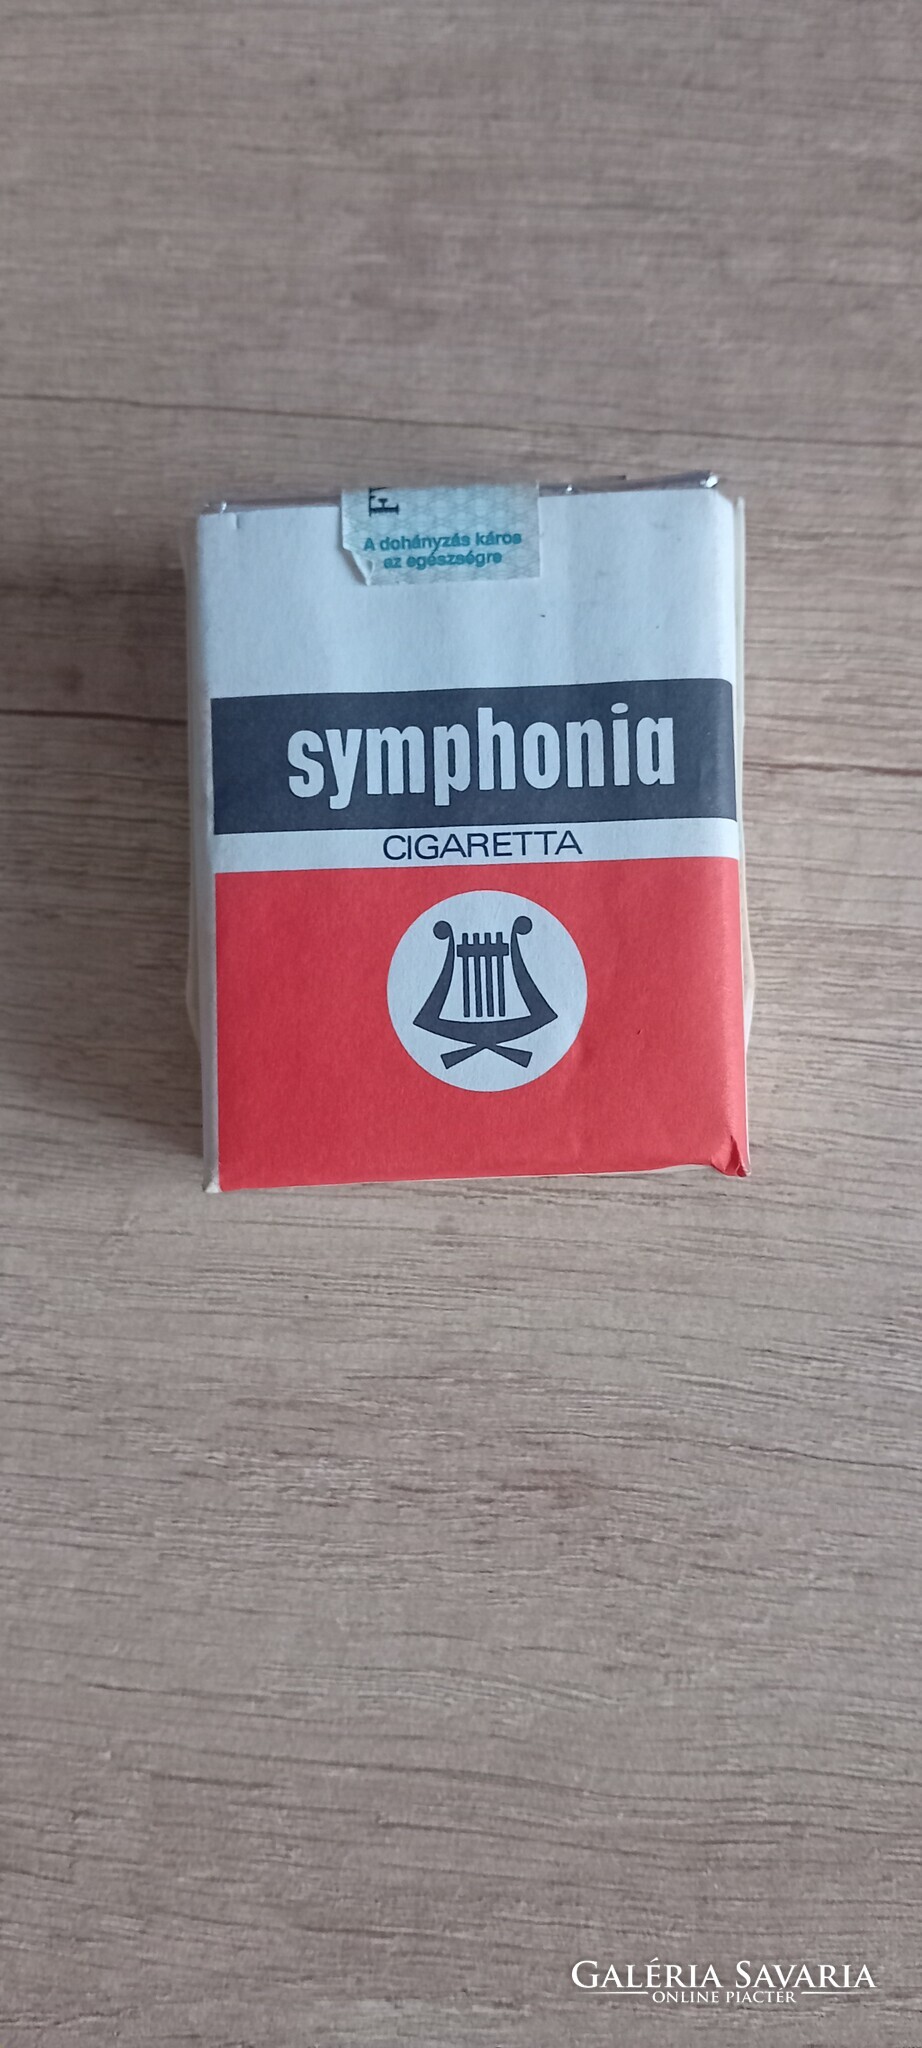 A dohányzás káros
az egészségre
symphonia
CIGARETTA
GALÉRIA SAVARIA
ONLINE PIACTÉR